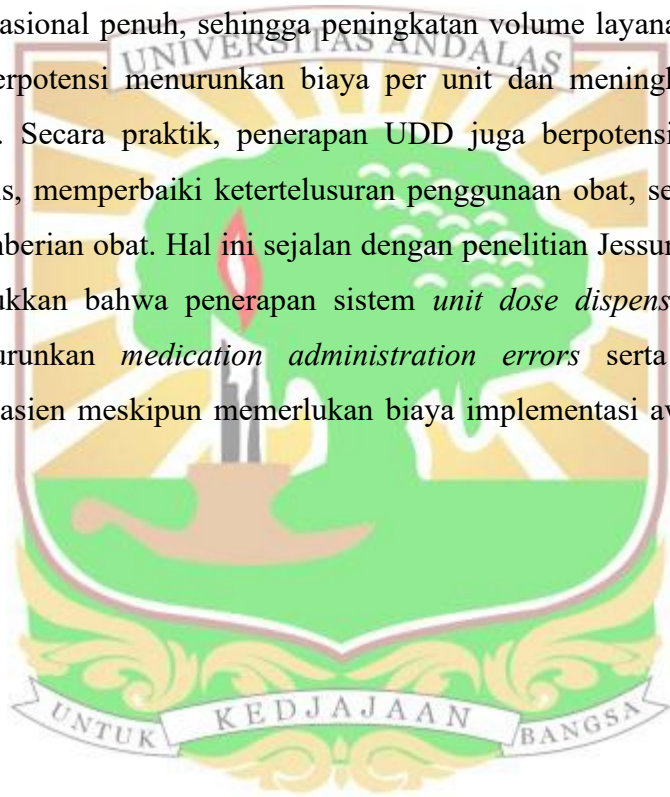 asional penuh, sehingga peningkatan volume layana
UNIVERSITAS ANDALAS
erpotensi menurunkan biaya per unit dan meningk
. Secara praktik, penerapan UDD juga berpotensi
s, memperbaiki ketertelusuran penggunaan obat, se
berian obat. Hal ini sejalan dengan penelitian Jessur
ukkan bahwa penerapan sistem unit dose dispens
urunkan medication administration errors serta
asien meskipun memerlukan biaya implementasi aw
UNTUK KEDJAJAAN BANGSA